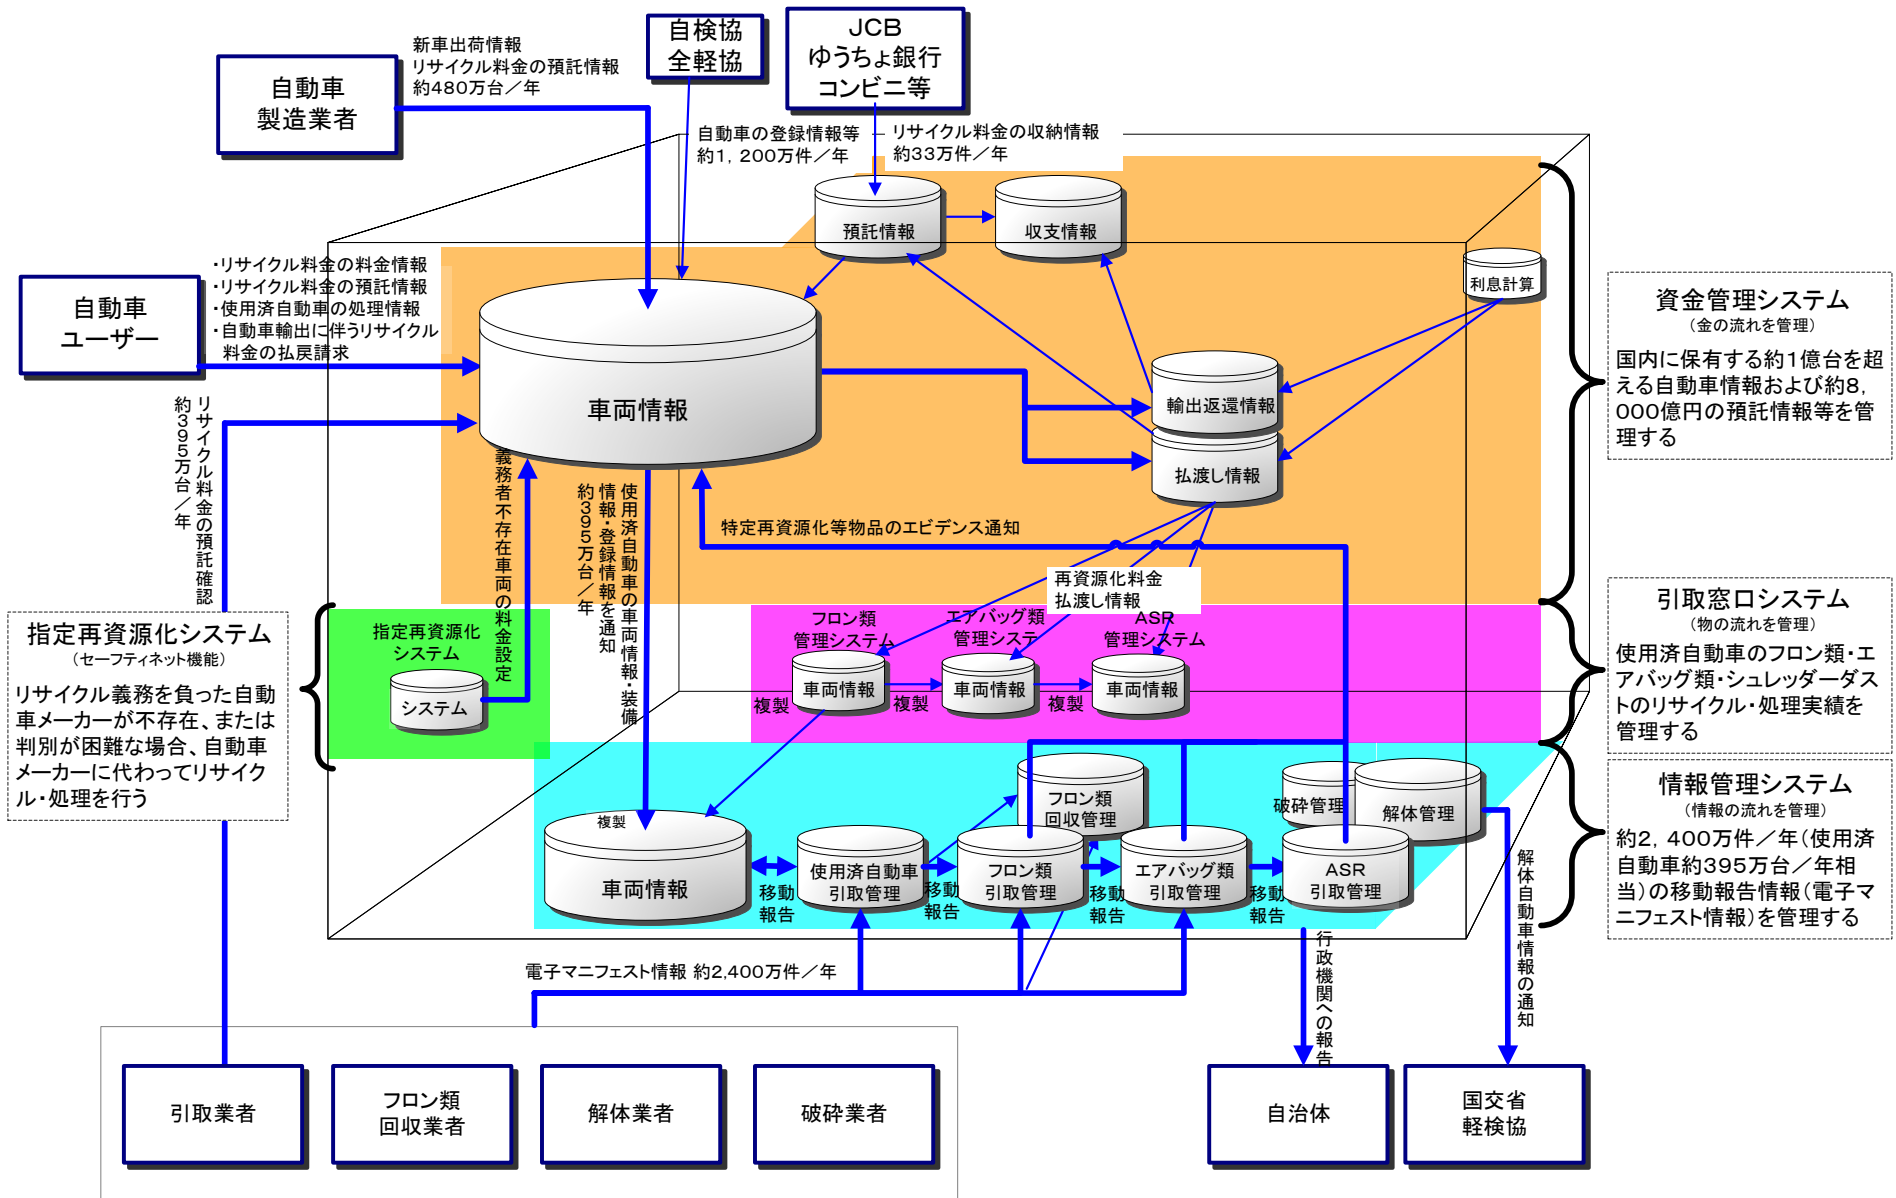 自動車
製造業者
新車出荷情報
リサイクル料金の預託情報
約480万台／年
自検協
全軽協
JCB
ゆうちょ銀行
コンビニ等
自動車の登録情報等
約1,200万件／年
リサイクル料金の収納情報
約33万件／年
預託情報
収支情報
利息計算
自動車
ユーザー
・リサイクル料金の料金情報
・リサイクル料金の預託情報
・使用済自動車の処理情報
・自動車輸出に伴うリサイクル
料金の払戻請求
車両情報
輸出返還情報
払渡し情報
資金管理システム
（金の流れを管理）
国内に保有する約1億台を超
える自動車情報および約8,
000億円の預託情報等を管
理する
リサイクル料金の預託確認
約395万台／年
義務者不存在車両の料金設定
使用済自動車の車両情報・装備
情報・登録情報を通知
約395万台／年
特定再資源化等物品のエビデンス通知
再資源化料金
払渡し情報
指定再資源化システム
（セーフティネット機能）
リサイクル義務を負った自動
車メーカーが不存在、または
判別が困難な場合、自動車
メーカーに代わってリサイク
ル・処理を行う
指定再資源化
システム
システム
フロン類
管理システム
エアバッグ類
管理システ
ASR
管理システム
車両情報
車両情報
車両情報
複製
複製
複製
引取窓口システム
（物の流れを管理）
使用済自動車のフロン類・エ
アバッグ類・シュレッダーダス
トのリサイクル・処理実績を
管理する
複製
車両情報
使用済自動車
引取管理
フロン類
回収管理
フロン類
引取管理
エアバッグ類
引取管理
破砕管理
解体管理
ASR
引取管理
移動
報告
移動
報告
移動
報告
移動
報告
情報管理システム
（情報の流れを管理）
約2,400万件／年（使用済
自動車約395万台／年相
当）の移動報告情報（電子マ
ニフェスト情報）を管理する
電子マニフェスト情報 約2,400万件／年
行政機関への報告
解体自動車情報の通知
引取業者
フロン類
回収業者
解体業者
破砕業者
自治体
国交省
軽検協